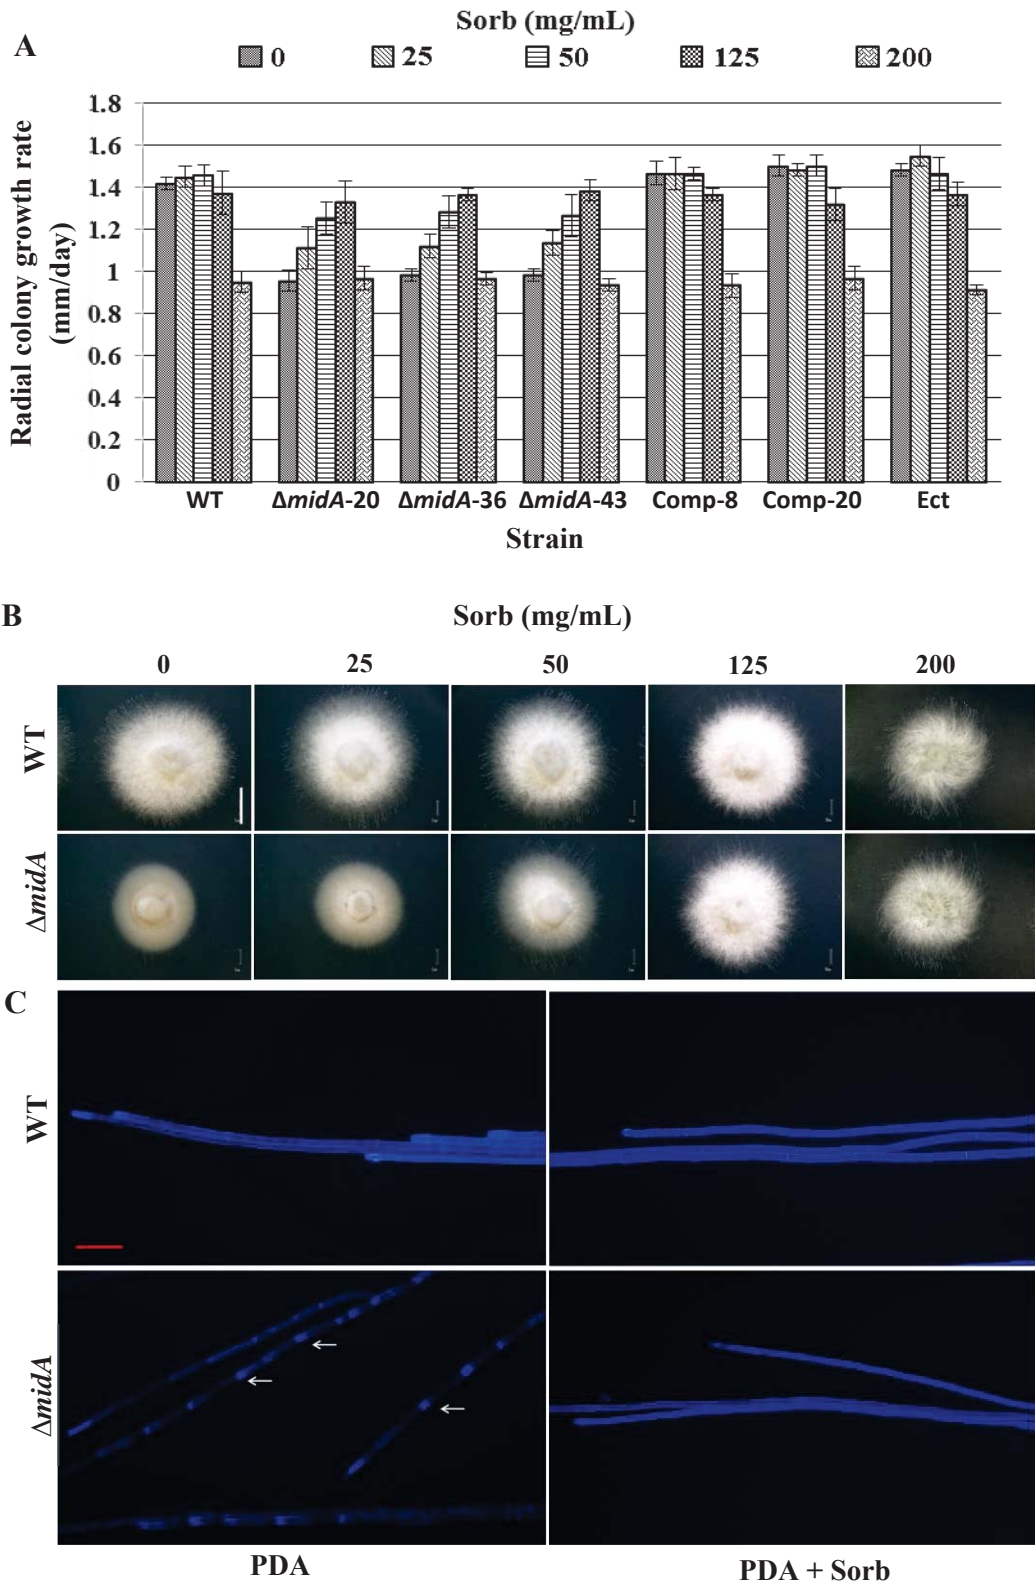 A
Sorb (mg/mL)
0 25 50 125 200
Radial colony growth rate
(mm/day)
1.8
1.6
1.4
1.2
1
0.8
0.6
0.4
0.2
0
WT ΔmidA-20 ΔmidA-36 ΔmidA-43 Comp-8 Comp-20 Ect
Strain
B
Sorb (mg/mL)
0 25 50 125 200
WT
ΔmidA
C
WT
ΔmidA
PDA PDA + Sorb